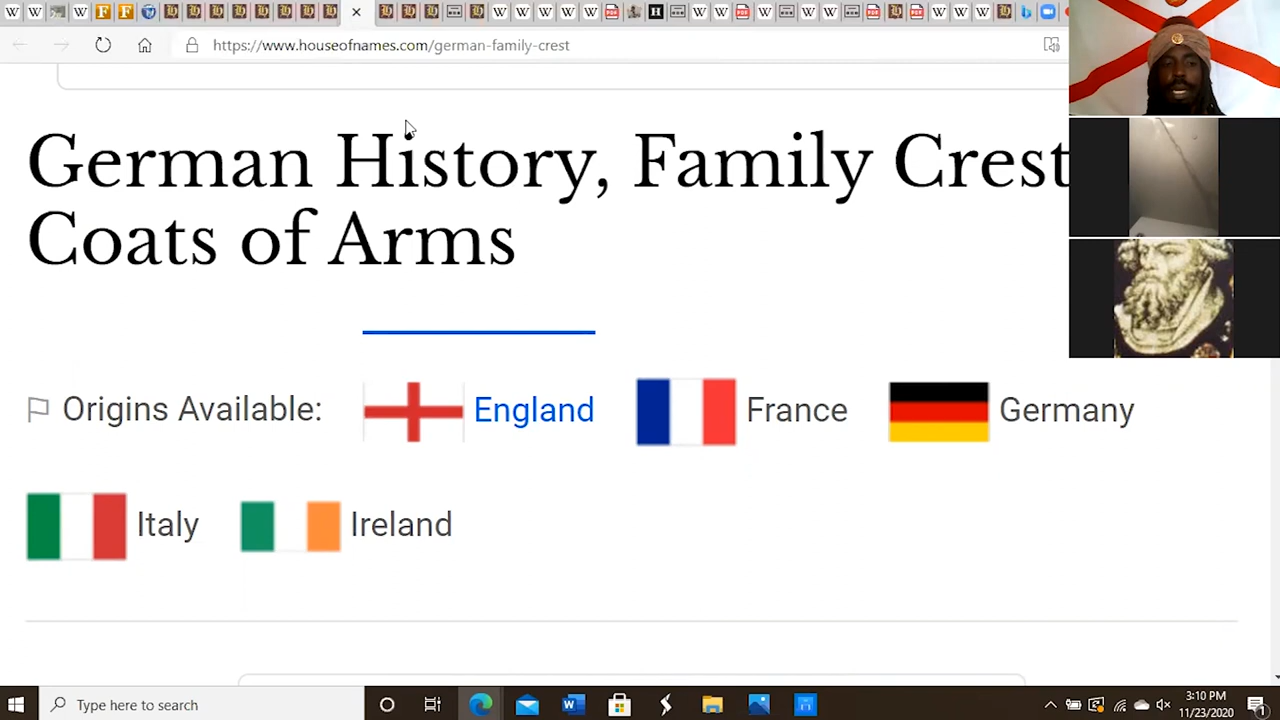 https://www.houseofnames.com/german-family-crest
German History, Family Crest
Coats of Arms
Origins Available: England France Germany
Italy Ireland
Type here to search
3:10 PM
11/23/2020